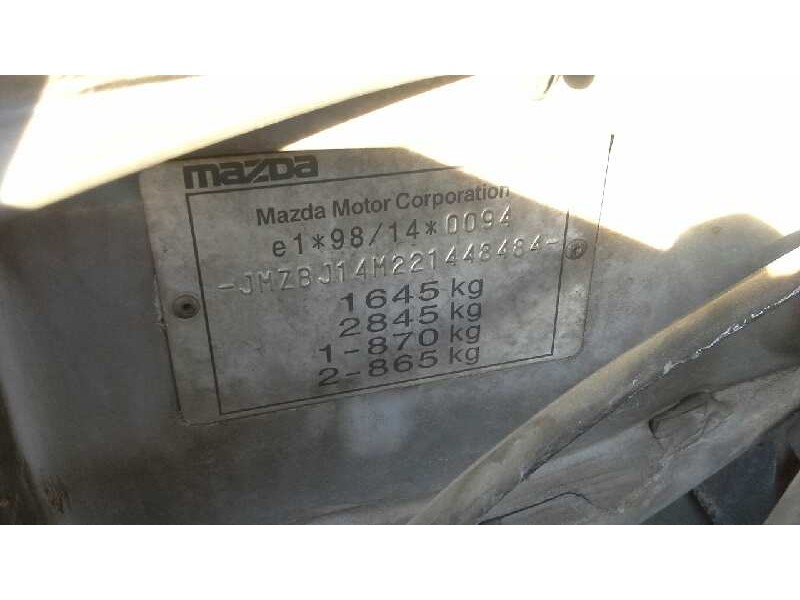 mazda
Mazda Motor Corporation
e1*98/14*0094
-JMZBJ14M221448484-
1645 kg
2845 kg
1-870 kg
2-865 kg